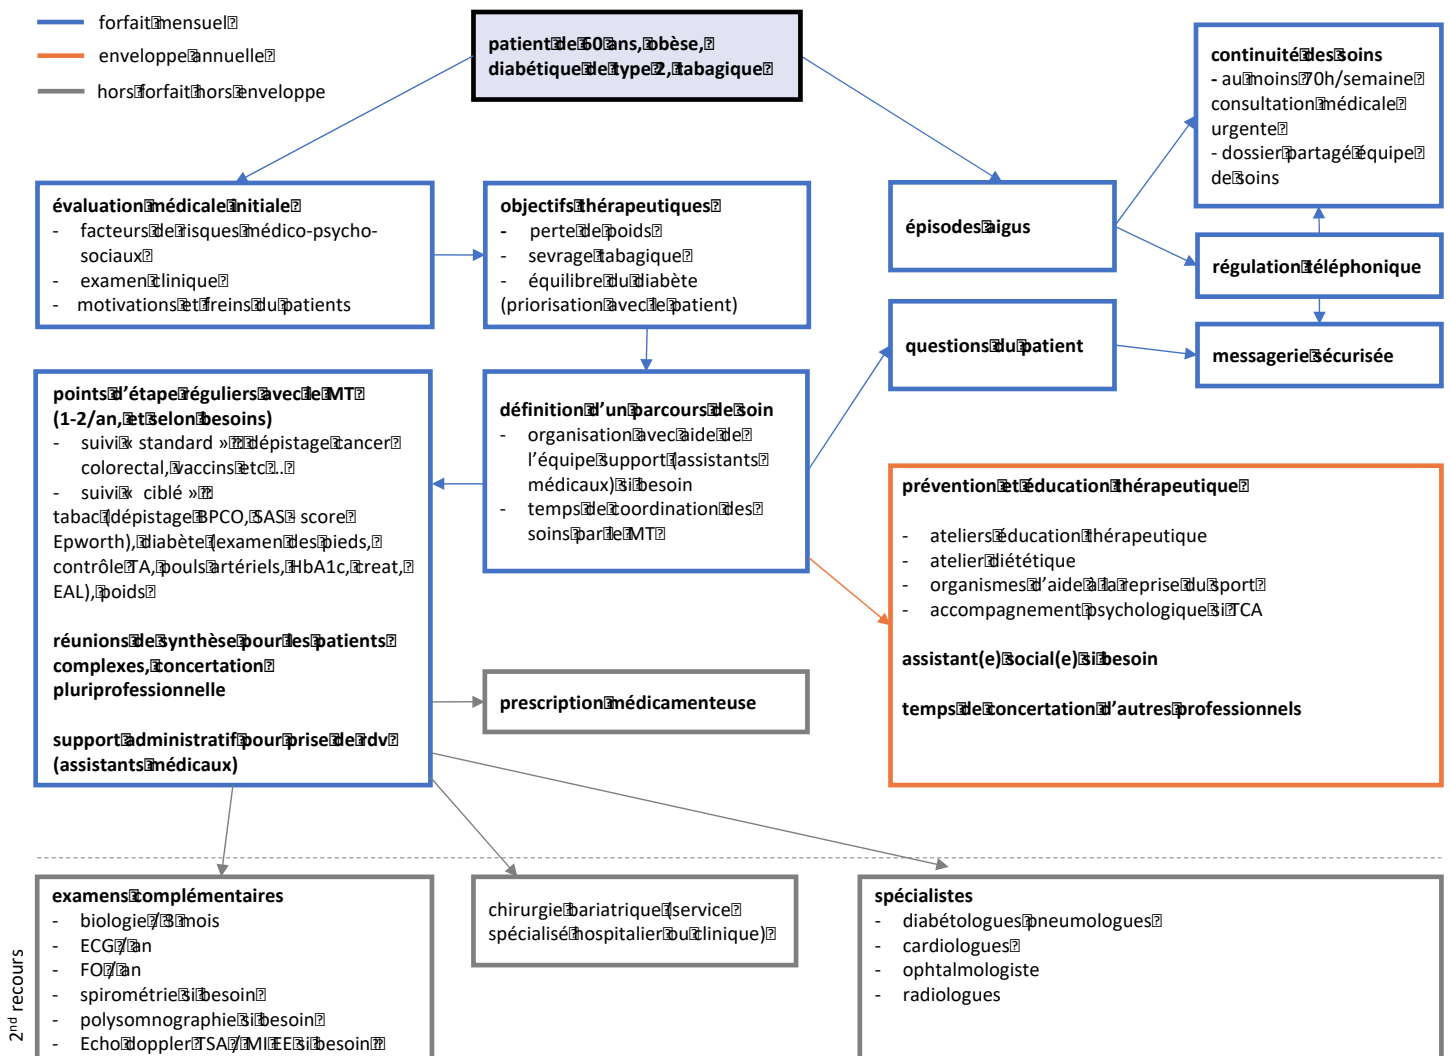 forfait mensuel
enveloppe annuelle
hors forfait hors enveloppe
patient de 60 ans, obèse,
diabétique de type 2, tabagique
continuité des soins
- au moins 70h/semaine
consultation médicale
urgente
- dossier partagé équipe
de soins
évaluation médicale initiale
- facteurs de risques médico-psycho-
sociaux
- examen clinique
- motivations et freins du patients
objectifs thérapeutiques
- perte de poids
- sevrage tabagique
- équilibre du diabète
(priorisation avec le patient)
épisodes aigus
régulation téléphonique
questions du patient
messagerie sécurisée
points d'étape réguliers avec le MT
(1-2/an, et selon besoins)
- suivi « standard » : dépistage cancer
colorectal, vaccins etc...
- suivi « ciblé » :
tabac (dépistage BPCO, SAS - score
Epworth), diabète (examen des pieds,
contrôle TA, pouls artériels, HbA1c, creat,
EAL), poids
réunions de synthèse pour les patients
complexes, concertation
pluriprofessionnelle
support administratif pour prise de rdv
(assistants médicaux)
définition d'un parcours de soin
- organisation avec aide de
l'équipe support (assistants
médicaux) si besoin
- temps de coordination des
soins par le MT
prévention et éducation thérapeutique
- ateliers éducation thérapeutique
- atelier diététique
- organismes d'aide à la reprise du sport
- accompagnement psychologique si TCA
assistant(e) social(e) si besoin
temps de concertation d'autres professionnels
prescription médicamenteuse
2nd recours
examens complémentaires
- biologie / 3 mois
- ECG / an
- FO / an
- spirométrie si besoin
- polysomnographie si besoin
- Echo doppler TSA / MI EE si besoin
chirurgie bariatrique (service
spécialisé hospitalier ou clinique)
spécialistes
- diabétologues pneumologues
- cardiologues
- ophtalmologiste
- radiologues